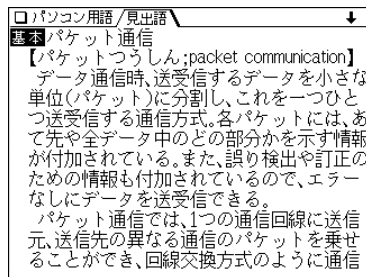 パソコン用語/見出語
基本パケット通信
【パケットつうしん;packet communication】
データ通信時、送受信するデータを小さな
単位(パケット)に分割し、これを一つひと
つ送受信する通信方式。各パケットには、あ
て先や全データ中のどの部分かを示す情報
が付加されている。また、誤り検出や訂正の
ための情報も付加されているので、エラー
なしにデータを送受信できる。
パケット通信では、1つの通信回線に送信
元、送信先の異なる通信のパケットを乗せ
ることができ、回線交換方式のように通信